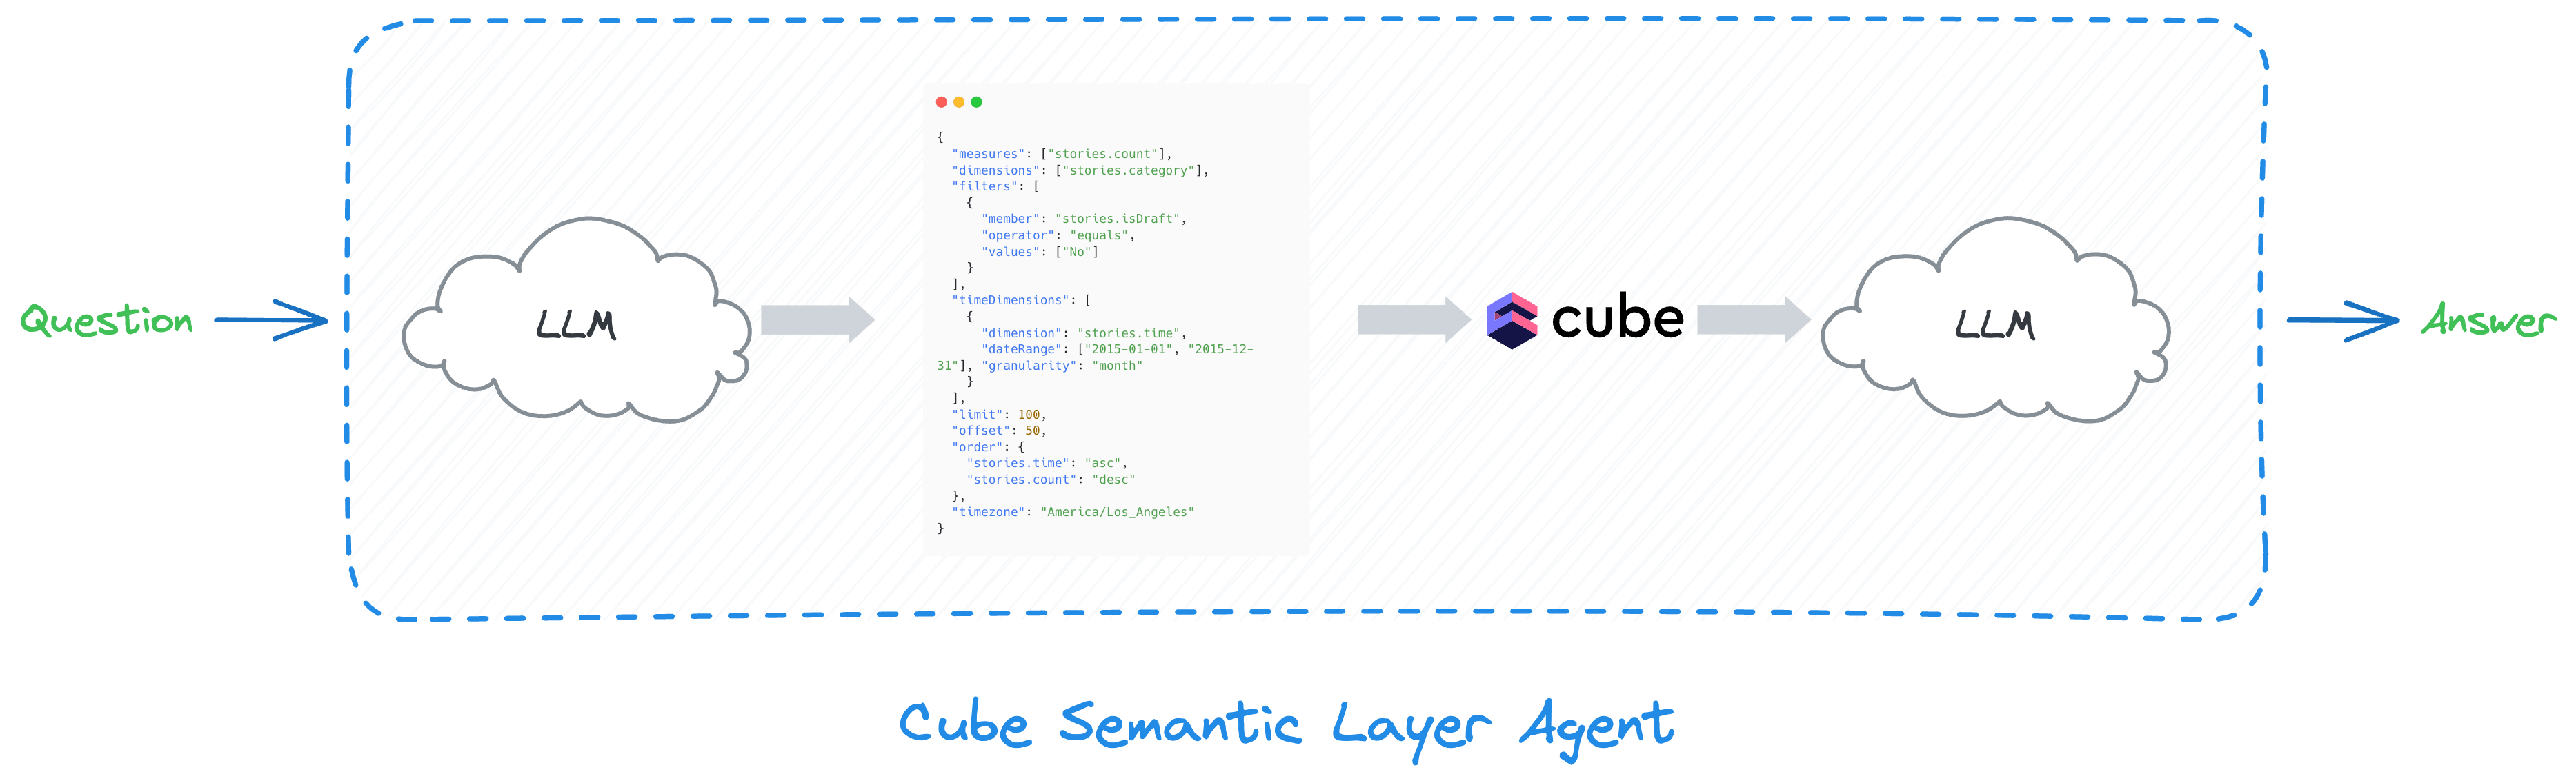 Question
LLM
{
  "measures": ["stories.count"],
  "dimensions": ["stories.category"],
  "filters": [
    {
      "member": "stories.isDraft",
      "operator": "equals",
      "values": ["No"]
    }
  ],
  "timeDimensions": [
    {
      "dimension": "stories.time",
      "dateRange": ["2015-01-01", "2015-12-
31"], "granularity": "month"
    }
  ],
  "limit": 100,
  "offset": 50,
  "order": {
    "stories.time": "asc",
    "stories.count": "desc"
  },
  "timezone": "America/Los_Angeles"
}
cube
LLM
Answer
Cube Semantic Layer Agent